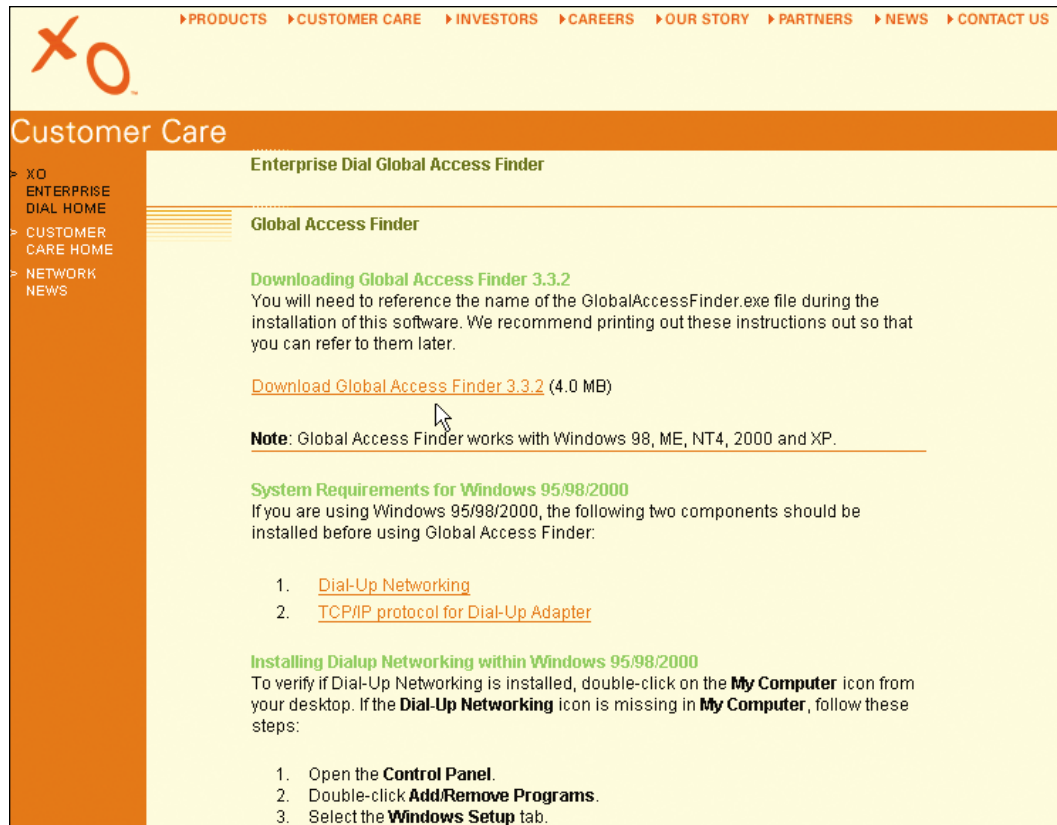 PRODUCTS CUSTOMER CARE INVESTORS CAREERS OUR STORY PARTNERS NEWS CONTACT US
XO
Customer Care
> XO
ENTERPRISE
DIAL HOME
> CUSTOMER
CARE HOME
> NETWORK
NEWS
Enterprise Dial Global Access Finder
Global Access Finder
Downloading Global Access Finder 3.3.2
You will need to reference the name of the GlobalAccessFinder.exe file during the
installation of this software. We recommend printing out these instructions out so that
you can refer to them later.
Download Global Access Finder 3.3.2 (4.0 MB)
Note: Global Access Finder works with Windows 98, ME, NT4, 2000 and XP.
System Requirements for Windows 95/98/2000
If you are using Windows 95/98/2000, the following two components should be
installed before using Global Access Finder:
1. Dial-Up Networking
2. TCP/IP protocol for Dial-Up Adapter
Installing Dialup Networking within Windows 95/98/2000
To verify if Dial-Up Networking is installed, double-click on the My Computer icon from
your desktop. If the Dial-Up Networking icon is missing in My Computer, follow these
steps:
1. Open the Control Panel.
2. Double-click Add/Remove Programs.
3. Select the Windows Setup tab.